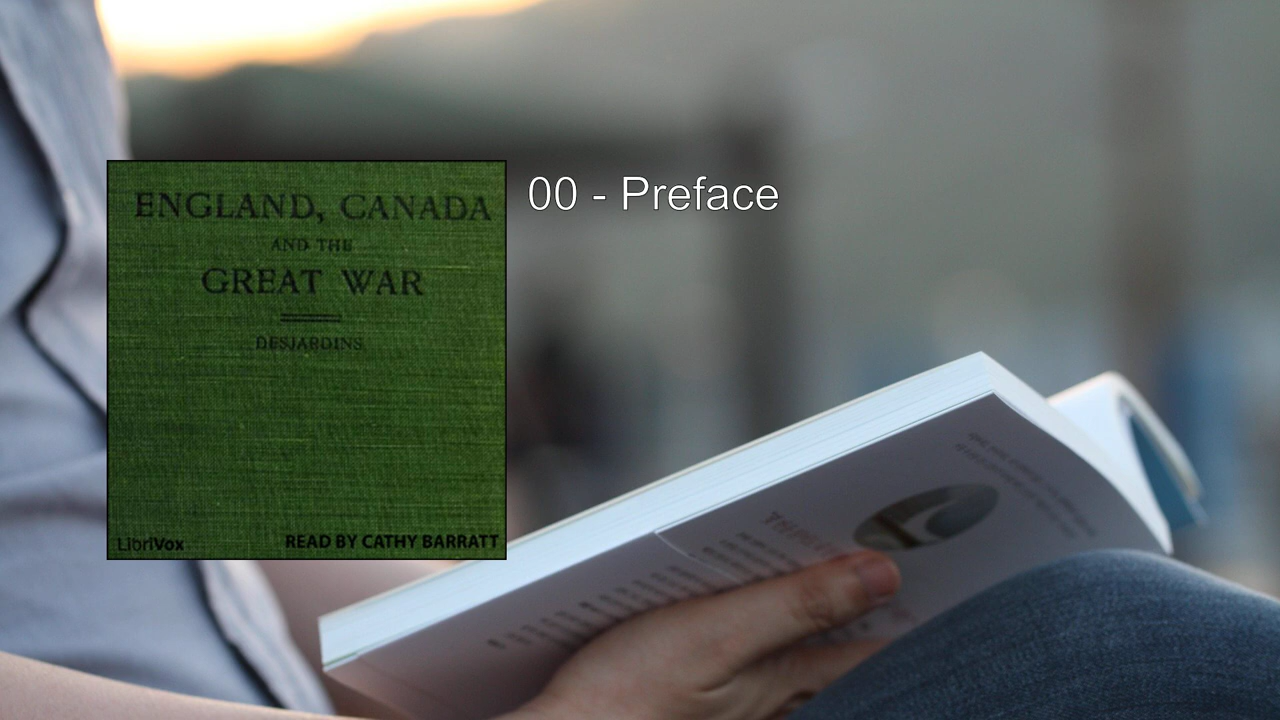 ENGLAND, CANADA
AND THE
GREAT WAR
DESJARDINS
LibriVox
READ BY CATHY BARRATT
00 - Preface